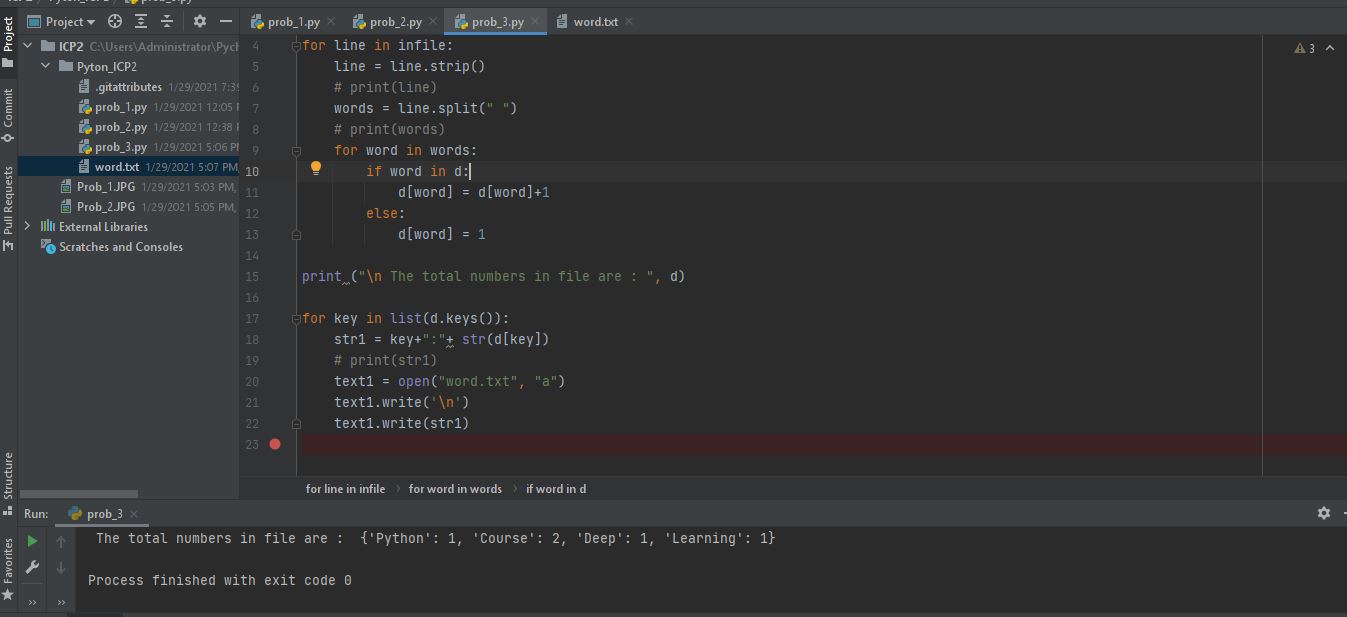 Project
prob_1.py
prob_2.py
prob_3.py
word.txt
Project
Commit
Pull Requests
Structure
Favorites
ICP2 C:\Users\Administrator\Pych
Pyton_ICP2
.gitattributes 1/29/2021 7:39
prob_1.py 1/29/2021 12:05
prob_2.py 1/29/2021 12:38
prob_3.py 1/29/2021 5:06 PM
word.txt 1/29/2021 5:07 PM,
Prob_1.JPG 1/29/2021 5:03 PM,
Prob_2.JPG 1/29/2021 5:05 PM,
External Libraries
Scratches and Consoles
3
4 for line in infile:
5 line = line.strip()
6 # print(line)
7 words = line.split(" ")
8 # print(words)
9 for word in words:
10 if word in d:
11 d[word] = d[word]+1
12 else:
13 d[word] = 1
14
15 print ("\n The total numbers in file are : ", d)
16
17 for key in list(d.keys()):
18 str1 = key+":"+ str(d[key])
19 # print(str1)
20 text1 = open("word.txt", "a")
21 text1.write('\n')
22 text1.write(str1)
23
for line in infile › for word in words › if word in d
Run: prob_3
The total numbers in file are :  {'Python': 1, 'Course': 2, 'Deep': 1, 'Learning': 1}
Process finished with exit code 0